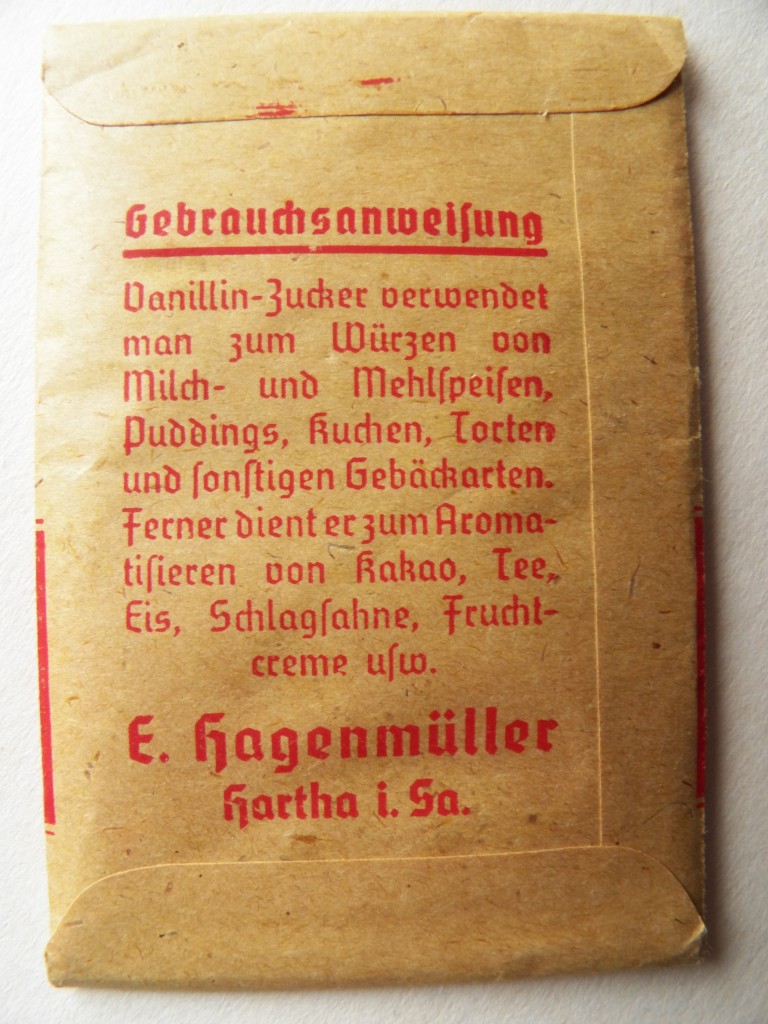 Gebrauchsanweiſung
Vanillin-Zucker verwendet
man zum Würzen von
Milch- und Mehlſpeiſen,
Puddings, Kuchen, Torten
und ſonſtigen Gebäckarten.
Ferner dient er zum Aroma-
tiſieren von Kakao, Tee,
Eis, Schlagſahne, Frucht-
creme uſw.
E. Hagenmüller
Hartha i. Sa.